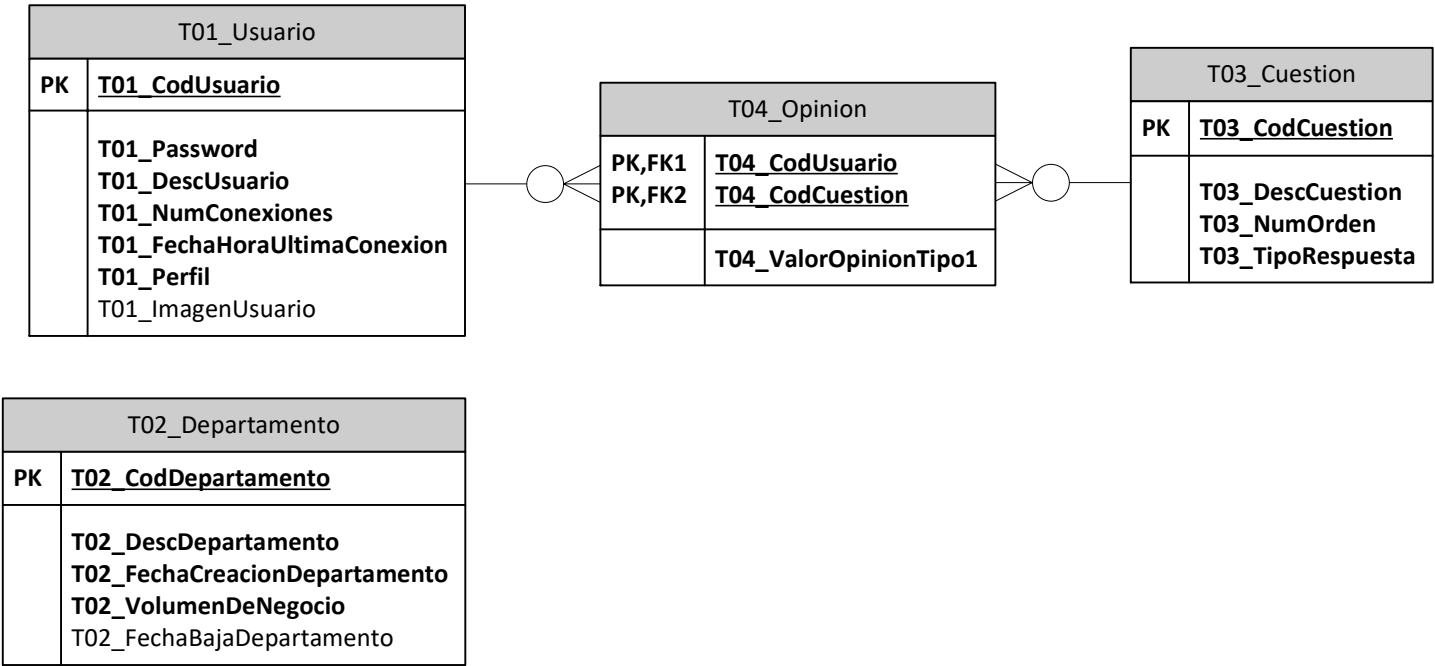 T01_Usuario
PK T01_CodUsuario
T01_Password
T01_DescUsuario
T01_NumConexiones
T01_FechaHoraUltimaConexion
T01_Perfil
T01_ImagenUsuario
T04_Opinion
PK,FK1 T04_CodUsuario
PK,FK2 T04_CodCuestion
T04_ValorOpinionTipo1
T03_Cuestion
PK T03_CodCuestion
T03_DescCuestion
T03_NumOrden
T03_TipoRespuesta
T02_Departamento
PK T02_CodDepartamento
T02_DescDepartamento
T02_FechaCreacionDepartamento
T02_VolumenDeNegocio
T02_FechaBajaDepartamento